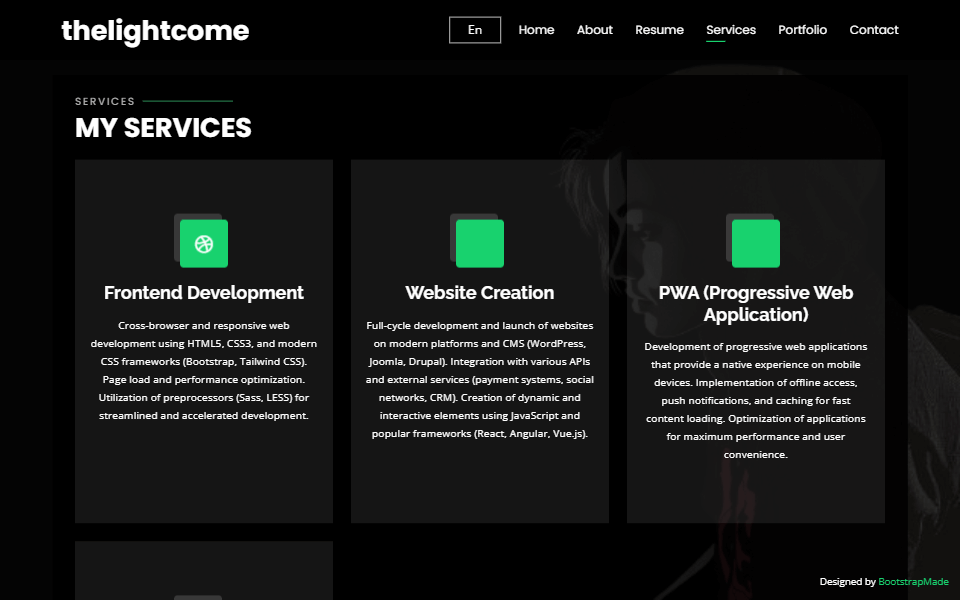 thelightcome
En
Home
About
Resume
Services
Portfolio
Contact
SERVICES
MY SERVICES
Frontend Development
Cross-browser and responsive web
development using HTML5, CSS3, and modern
CSS frameworks (Bootstrap, Tailwind CSS).
Page load and performance optimization.
Utilization of preprocessors (Sass, LESS) for
streamlined and accelerated development.
Website Creation
Full-cycle development and launch of websites
on modern platforms and CMS (WordPress,
Joomla, Drupal). Integration with various APIs
and external services (payment systems, social
networks, CRM). Creation of dynamic and
interactive elements using JavaScript and
popular frameworks (React, Angular, Vue.js).
PWA (Progressive Web
Application)
Development of progressive web applications
that provide a native experience on mobile
devices. Implementation of offline access,
push notifications, and caching for fast
content loading. Optimization of applications
for maximum performance and user
convenience.
Designed by BootstrapMade